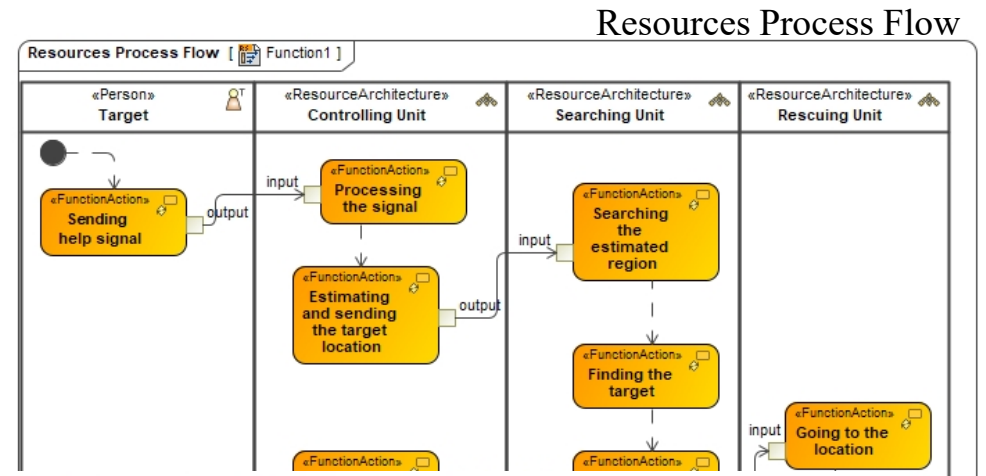 Resources Process Flow
Resources Process Flow [ Function1 ]
«Person»
Target
«ResourceArchitecture»
Controlling Unit
«ResourceArchitecture»
Searching Unit
«ResourceArchitecture»
Rescuing Unit
«FunctionAction»
Sending
help signal
output
input
«FunctionAction»
Processing
the signal
«FunctionAction»
Estimating
and sending
the target
location
output
input
«FunctionAction»
Searching
the
estimated
region
«FunctionAction»
Finding the
target
input
«FunctionAction»
Going to the
location
«FunctionAction»
«FunctionAction»